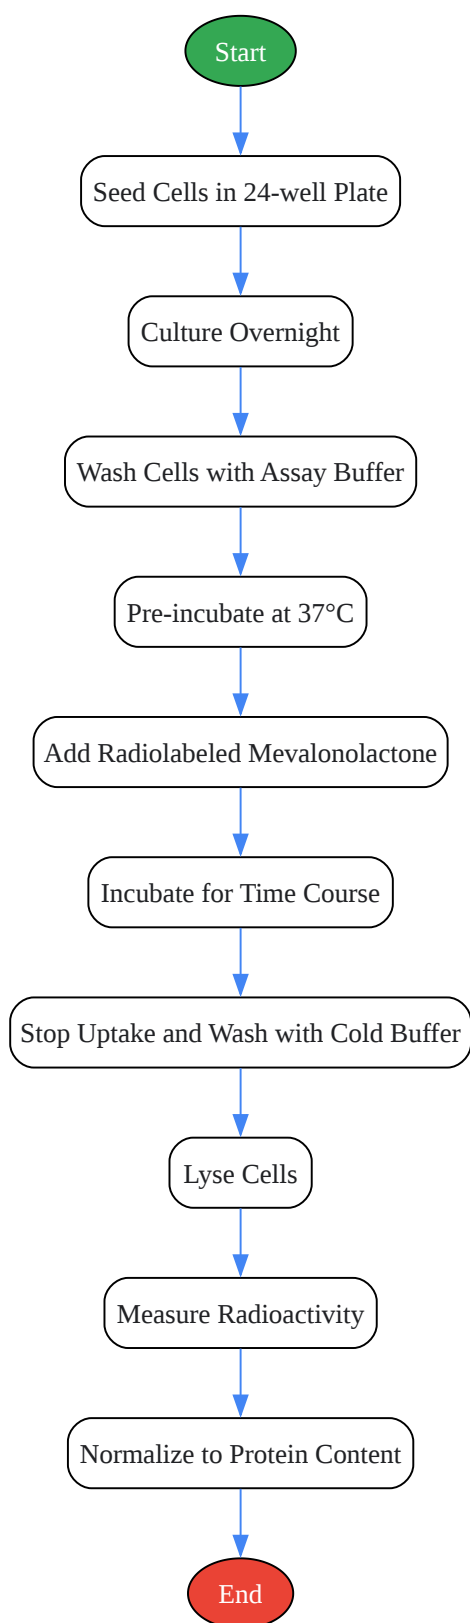 Start
Seed Cells in 24-well Plate
Culture Overnight
Wash Cells with Assay Buffer
Pre-incubate at 37°C
Add Radiolabeled Mevalonolactone
Incubate for Time Course
Stop Uptake and Wash with Cold Buffer
Lyse Cells
Measure Radioactivity
Normalize to Protein Content
End